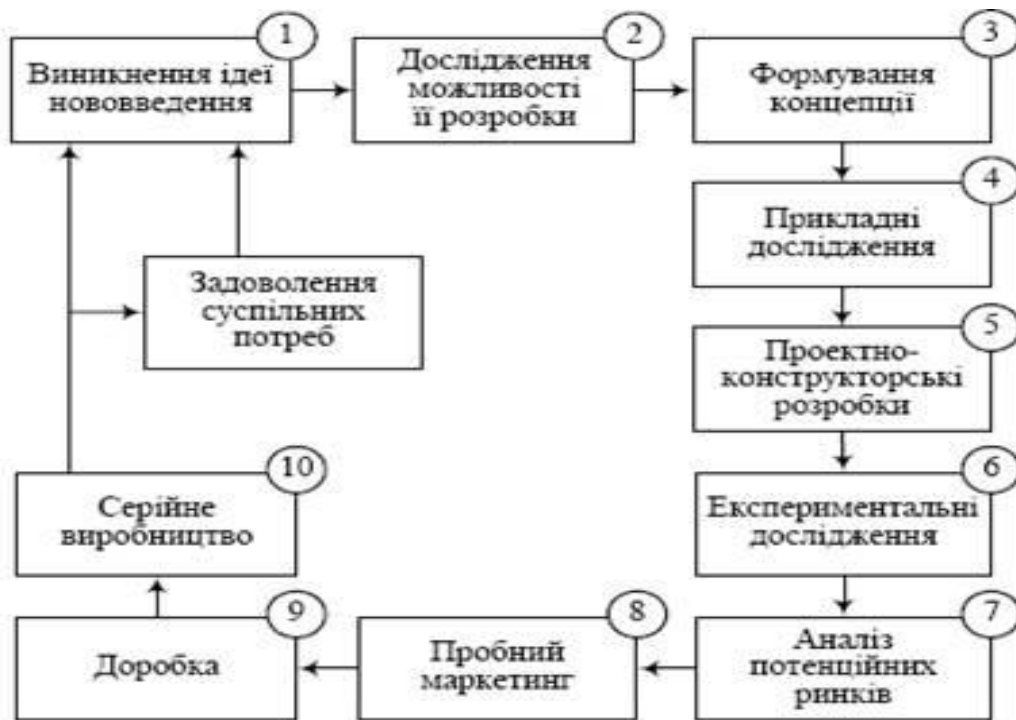 1
Виникнення ідеї
нововведення
2
Дослідження
можливості
її розробки
3
Формування
концепції
4
Прикладні
дослідження
Задоволення
суспільних
потреб
5
Проектно-
конструкторські
розробки
10
Серійне
виробництво
6
Експериментальні
дослідження
9
Доробка
8
Пробний
маркетинг
7
Аналіз
потенційних
ринків